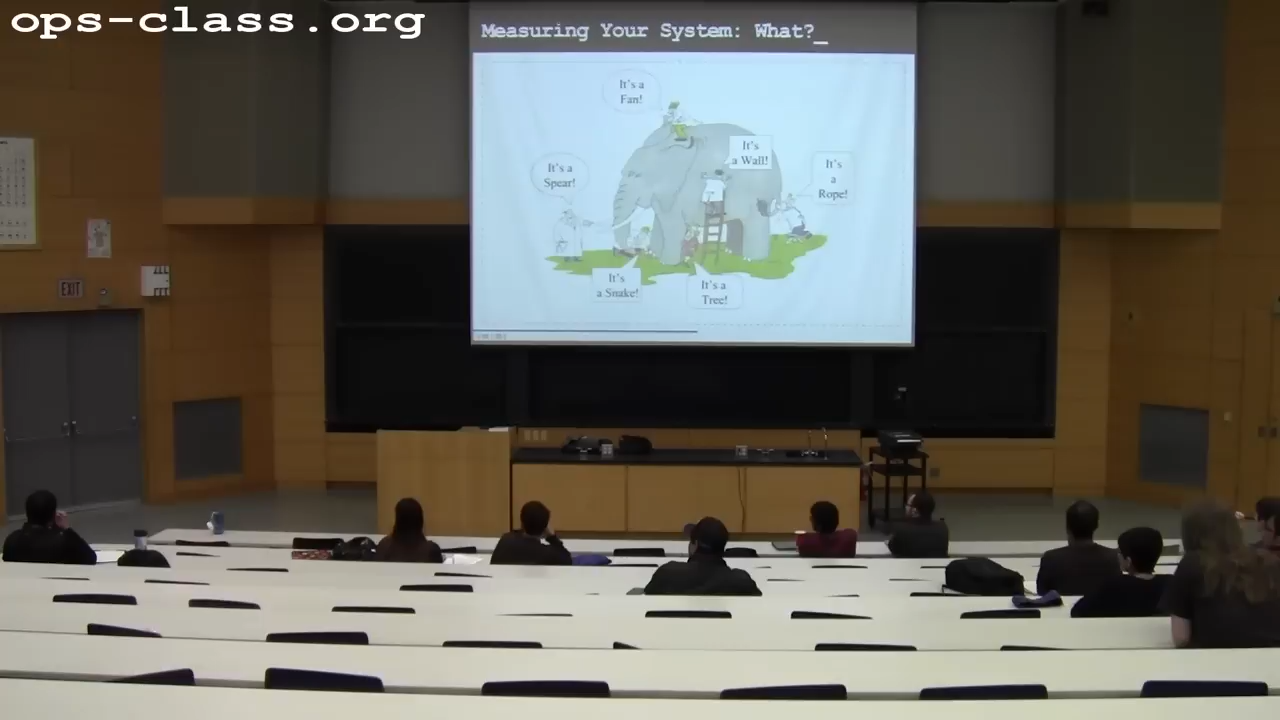 ops-class.org
Measuring Your System: What?_
It's a
Fan!
It's
a Wall!
It's a
Spear!
It's
a
Rope!
It's
a Snake!
It's a
Tree!
EXIT